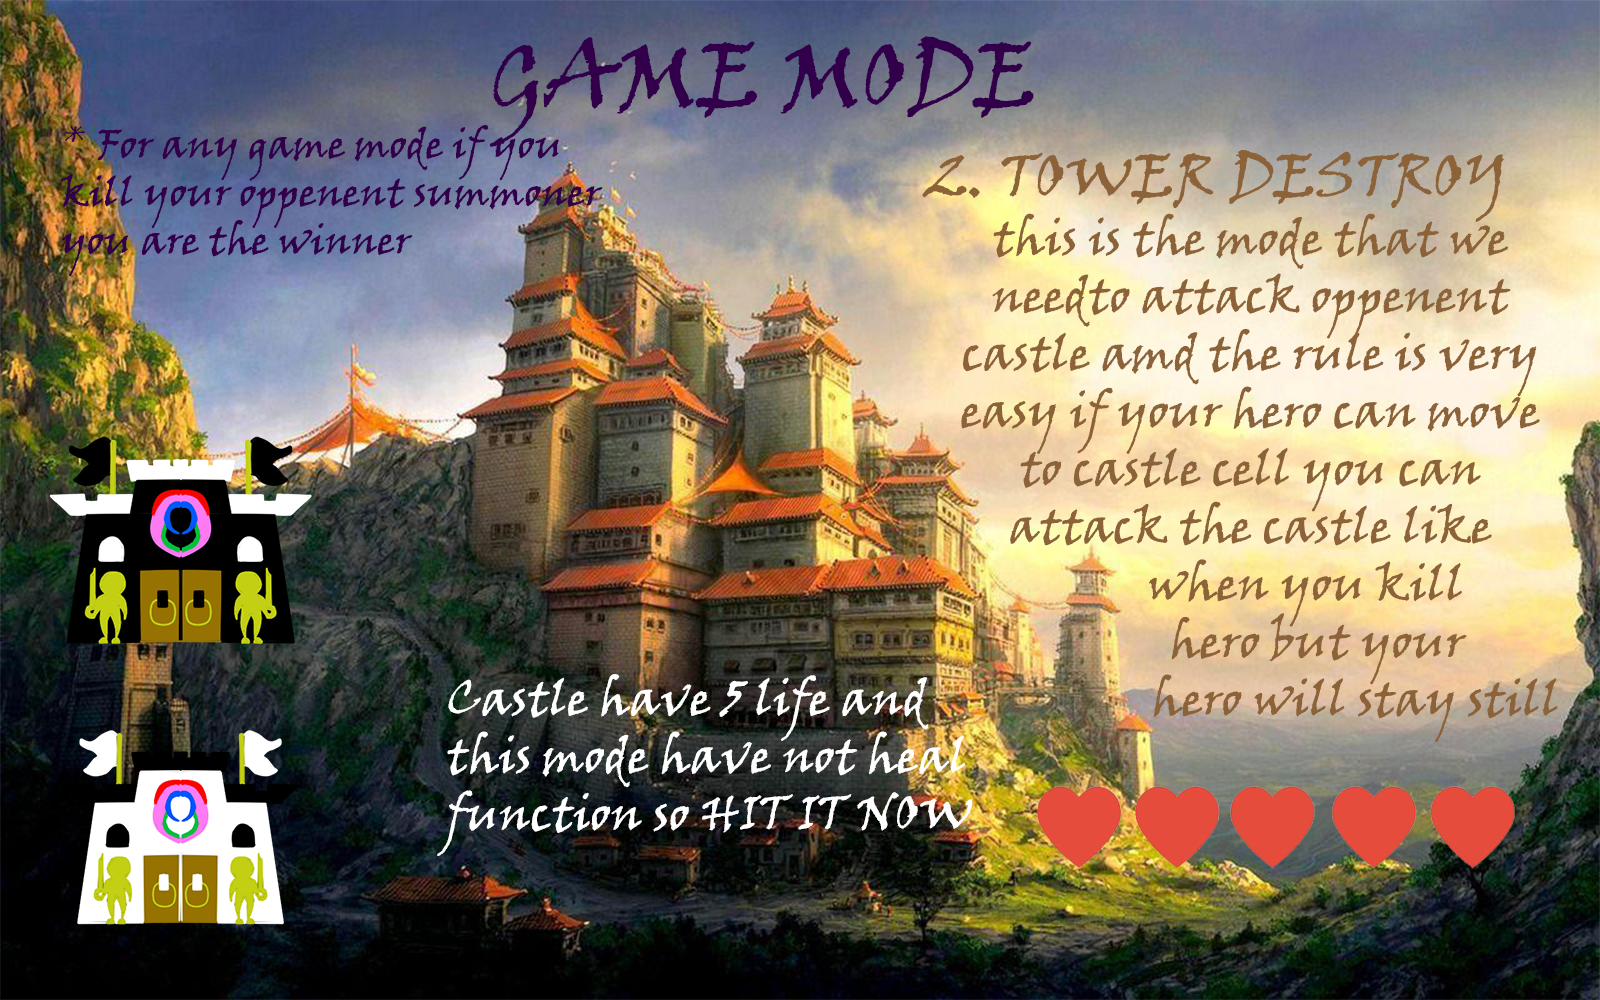 GAME MODE
* For any game mode if you
kill your oppenent summoner
you are the winner
2. TOWER DESTROY
this is the mode that we
needto attack oppenent
castle amd the rule is very
easy if your hero can move
to castle cell you can
attack the castle like
when you kill
hero but your
hero will stay still
Castle have 5 life and
this mode have not heal
function so HIT IT NOW